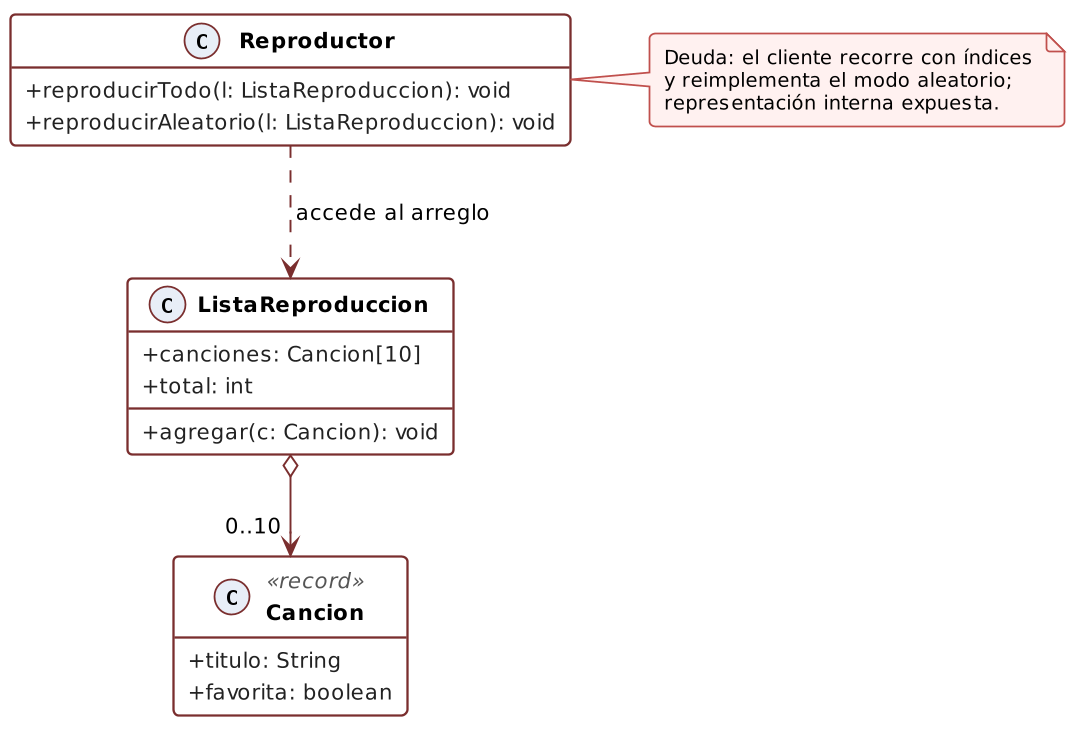 C Reproductor
+reproducirTodo(l: ListaReproduccion): void
+reproducirAleatorio(l: ListaReproduccion): void
Deuda: el cliente recorre con índices
y reimplementa el modo aleatorio;
representación interna expuesta.
accede al arreglo
C ListaReproduccion
+canciones: Cancion[10]
+total: int
+agregar(c: Cancion): void
0..10
«record»
C Cancion
+titulo: String
+favorita: boolean